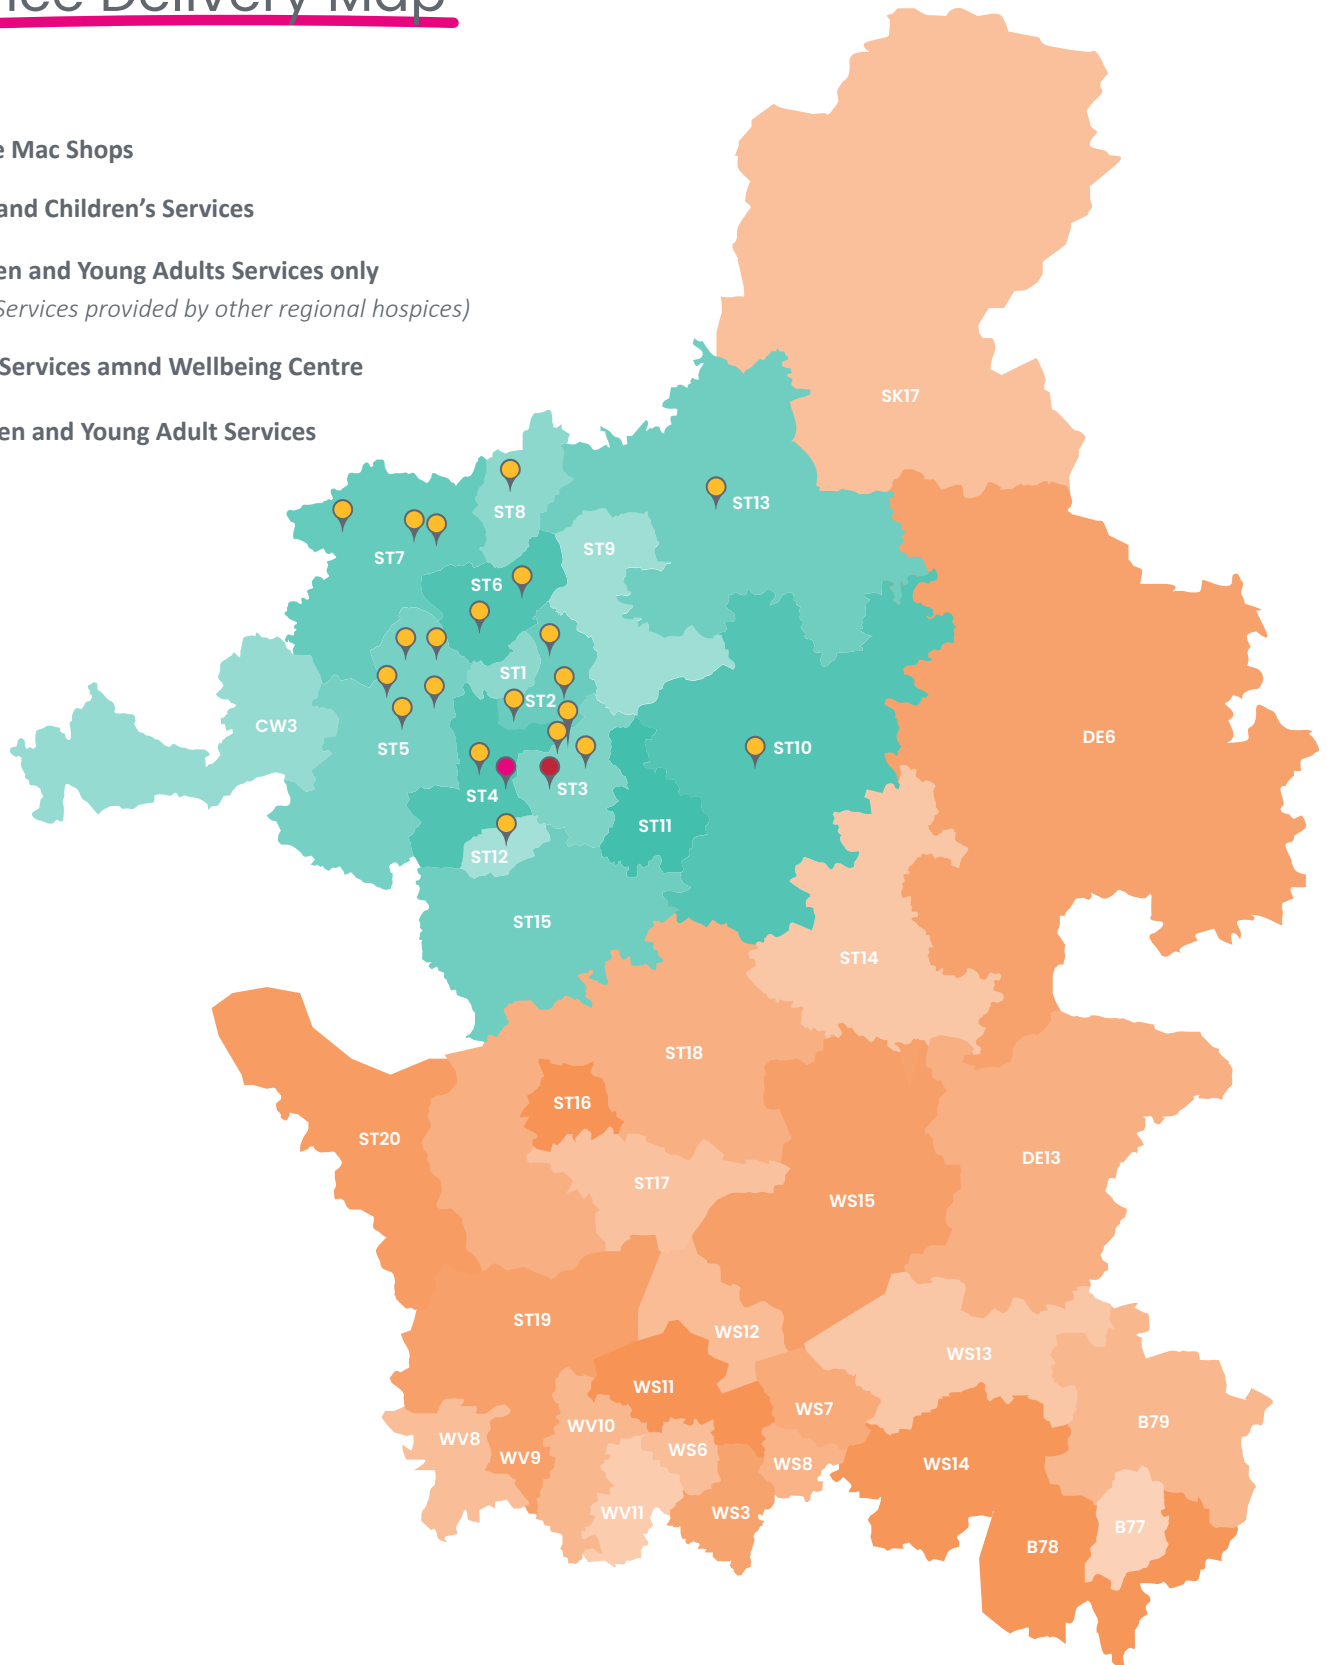 Delivery Map
Mac Shops
and Children's Services
and Young Adults Services only
Services provided by other regional hospices)
Services amnd Wellbeing Centre
and Young Adult Services
SK17
ST13
ST8
ST9
ST7
ST6
ST1
ST2
CW3
ST5
ST10
DE6
ST4
ST3
ST11
ST12
ST15
ST14
ST18
ST16
ST20
DE13
ST17
WS15
ST19
WS12
WS13
WS11
WS7
B79
WV10
WV8
WS6
WV9
WS8
WS14
WV11
WS3
B77
B78